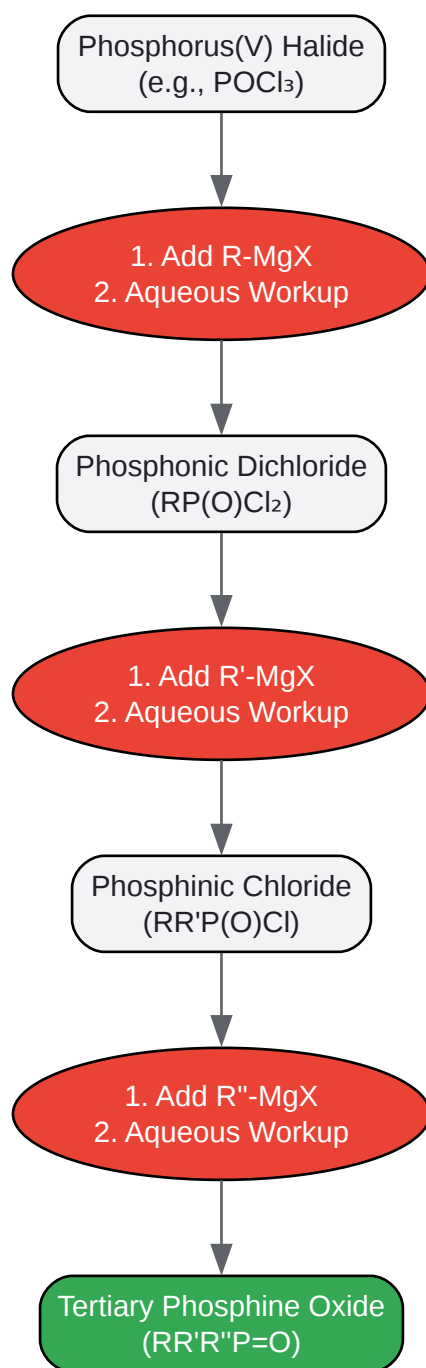 Phosphorus(V) Halide
(e.g., POCl₃)
1. Add R-MgX
2. Aqueous Workup
Phosphonic Dichloride
(RP(O)Cl₂)
1. Add R'-MgX
2. Aqueous Workup
Phosphinic Chloride
(RR'P(O)Cl)
1. Add R''-MgX
2. Aqueous Workup
Tertiary Phosphine Oxide
(RR'R''P=O)